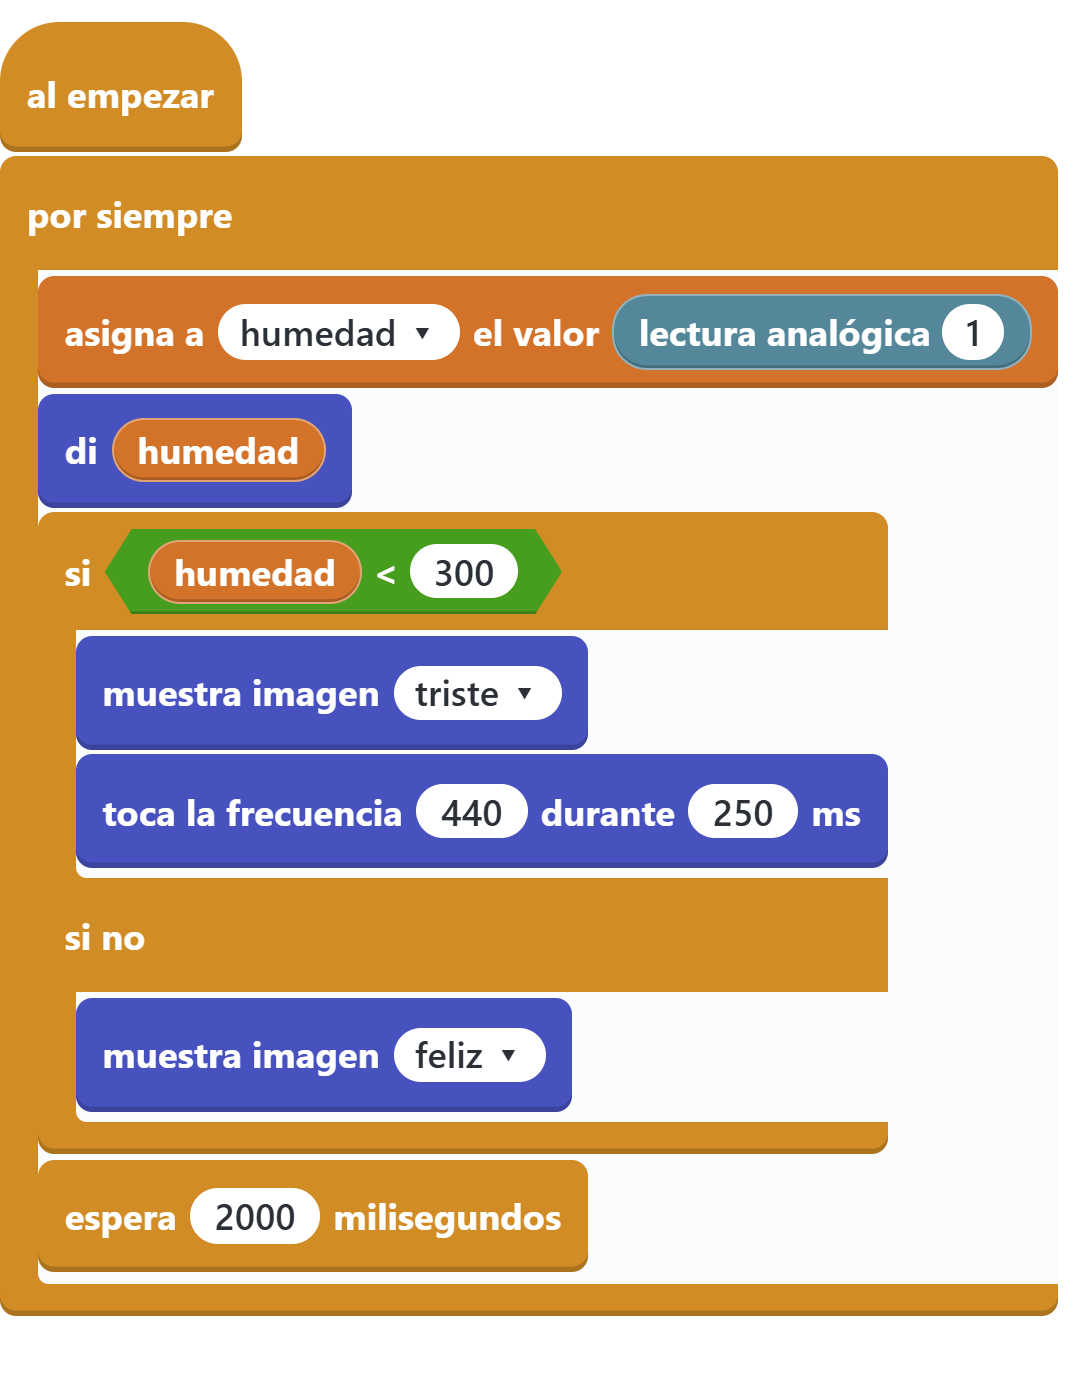 al empezar
por siempre
asigna a humedad ▼ el valor lectura analógica 1
di humedad
si humedad < 300
muestra imagen triste ▼
toca la frecuencia 440 durante 250 ms
si no
muestra imagen feliz ▼
espera 2000 milisegundos